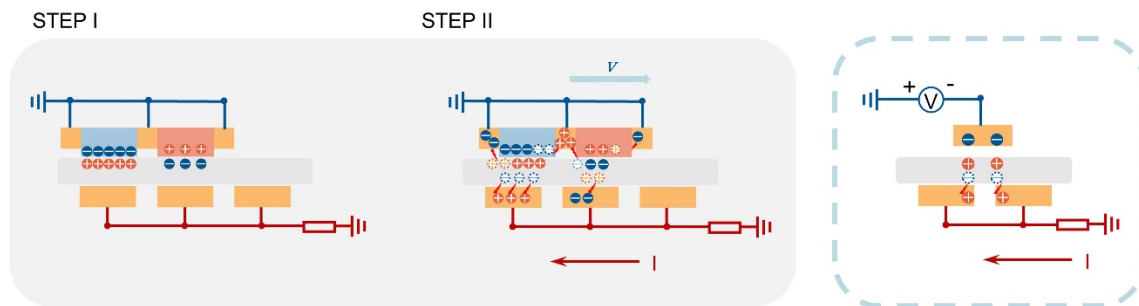 STEP I
STEP II
V
+ V -
I
I